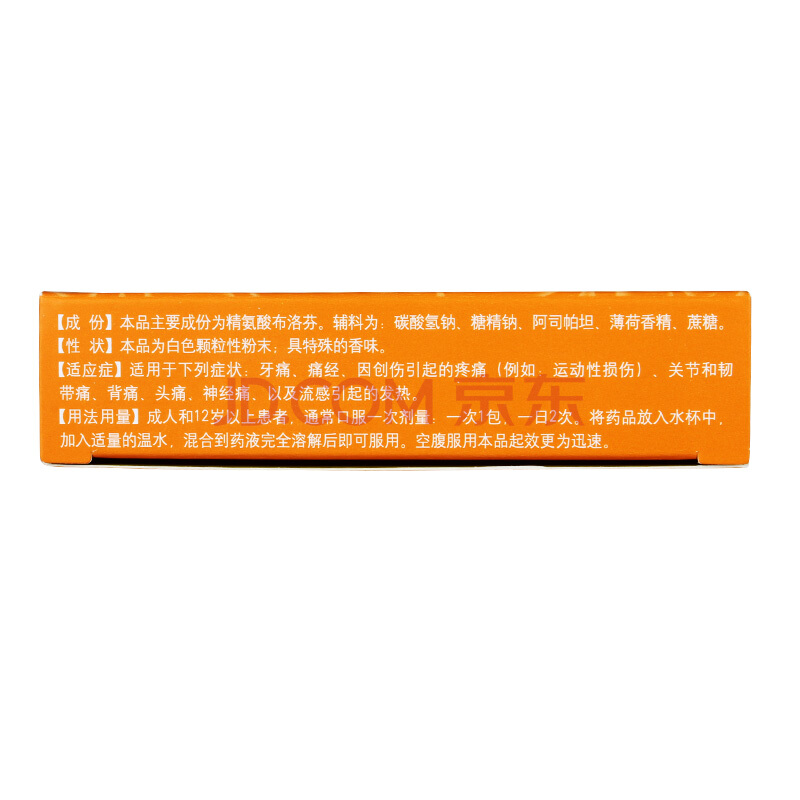 【成 份】本品主要成份为精氨酸布洛芬。辅料为：碳酸氢钠、糖精钠、阿司帕坦、薄荷香精、蔗糖。
【性 状】本品为白色颗粒性粉末；具特殊的香味。
【适应症】适用于下列症状：牙痛、痛经、因创伤引起的疼痛（例如：运动性损伤）、关节和韧
带痛、背痛、头痛、神经痛、以及流感引起的发热。
JD.COM 京东
【用法用量】成人和12岁以上患者，通常口服一次剂量：一次1包，一日2次。将药品放入水杯中，
加入适量的温水，混合到药液完全溶解后即可服用。空腹服用本品起效更为迅速。